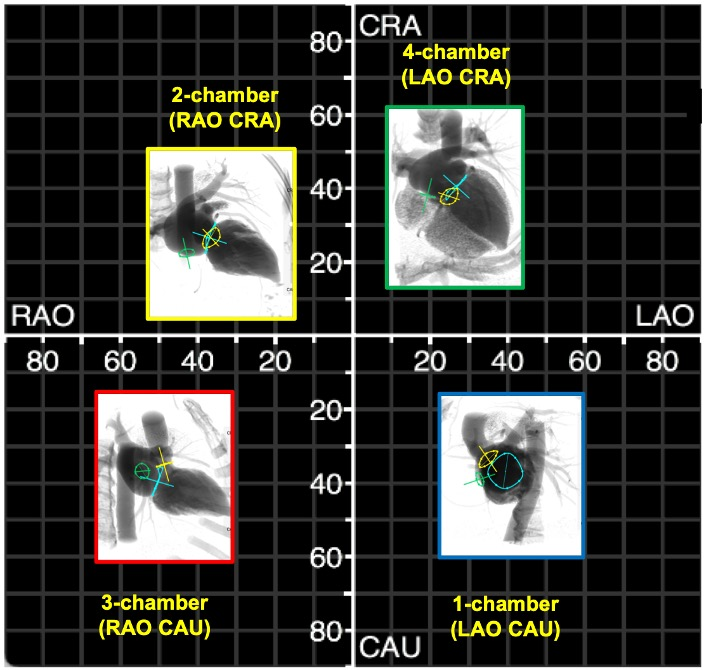 CRA
80
4-chamber
(LAO CRA)
2-chamber
(RAO CRA)
60
40
20
RAO
LAO
80
60
40
20
20
40
60
80
20
40
60
3-chamber
(RAO CAU)
1-chamber
(LAO CAU)
80
CAU